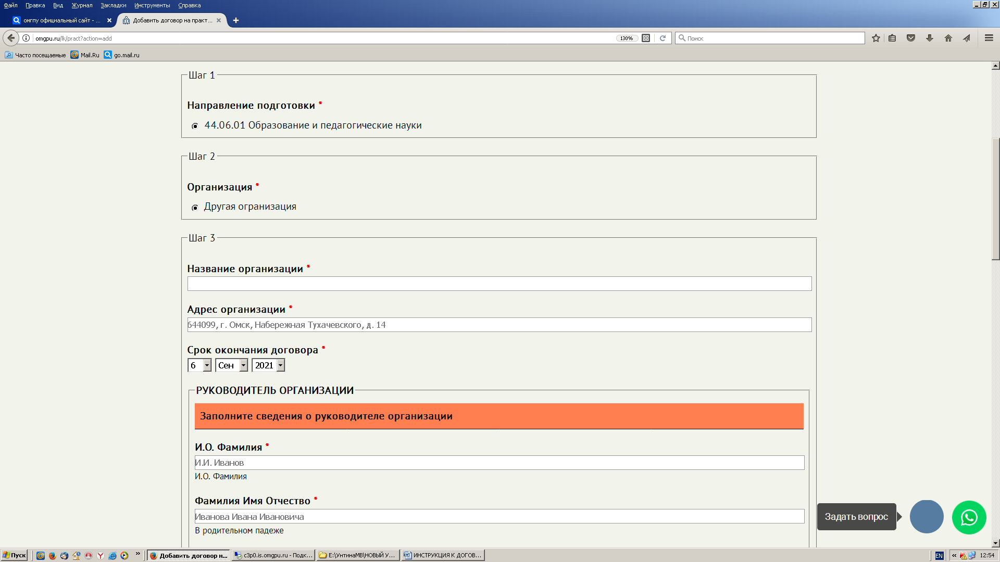 Файл Правка Вид Журнал Закладки Инструменты Справка
омгпу официальный сайт - ...
Добавить договор на практ...
omgpu.ru/lk/pract?action=add
130%
Поиск
Часто посещаемые Mail.Ru go.mail.ru
Шаг 1
Направление подготовки *
44.06.01 Образование и педагогические науки
Шаг 2
Организация *
Другая огранизация
Шаг 3
Название организации *
Адрес организации *
644099, г. Омск, Набережная Тухачевского, д. 14
Срок окончания договора *
6 Сен 2021
РУКОВОДИТЕЛЬ ОРГАНИЗАЦИИ
Заполните сведения о руководителе организации
И.О. Фамилия *
И.И. Иванов
И.О. Фамилия
Фамилия Имя Отчество *
Иванова Ивана Ивановича
В родительном падеже
Задать вопрос
Пуск
Добавить договор н...
c3p0.is.omgpu.ru - Подк...
E:\УнтинаМВ\НОВЫЙ У...
ИНСТРУКЦИЯ К ДОГОВ...
EN
12:54